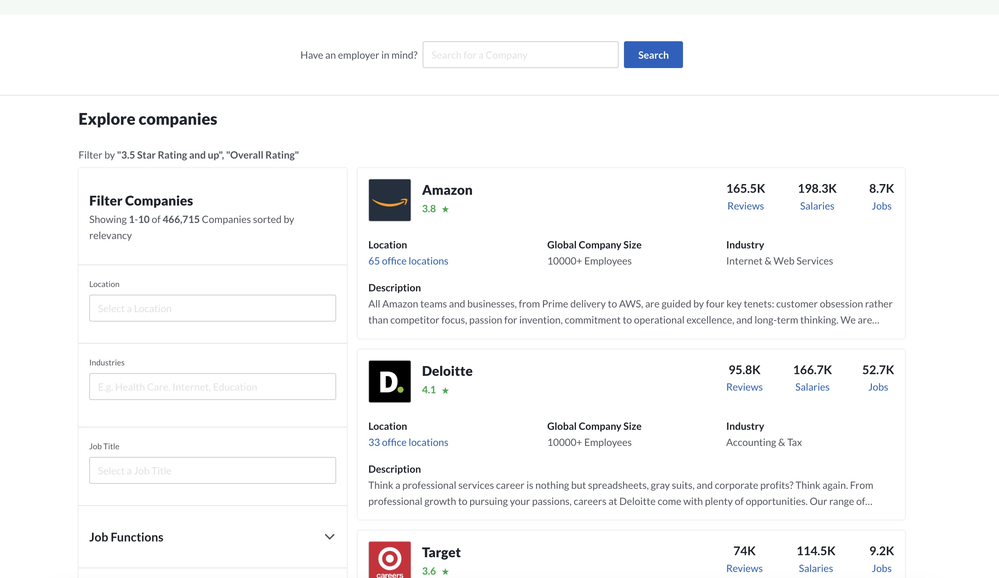 Have an employer in mind?
Search for a Company
Search
Explore companies
Filter by "3.5 Star Rating and up", "Overall Rating"
Filter Companies
Showing 1-10 of 466,715 Companies sorted by
relevancy
Location
Select a Location
Industries
E.g. Health Care, Internet, Education
Job Title
Select a Job Title
Job Functions
Amazon
3.8 ★
165.5K 198.3K 8.7K
Reviews Salaries Jobs
Location Global Company Size Industry
65 office locations 10000+ Employees Internet & Web Services
Description
All Amazon teams and businesses, from Prime delivery to AWS, are guided by four key tenets: customer obsession rather
than competitor focus, passion for invention, commitment to operational excellence, and long-term thinking. We are...
D.
Deloitte
4.1 ★
95.8K 166.7K 52.7K
Reviews Salaries Jobs
Location Global Company Size Industry
33 office locations 10000+ Employees Accounting & Tax
Description
Think a professional services career is nothing but spreadsheets, gray suits, and corporate profits? Think again. From
professional growth to pursuing your passions, careers at Deloitte come with plenty of opportunities. Our range of...
careers
Target
3.6 ★
74K 114.5K 9.2K
Reviews Salaries Jobs